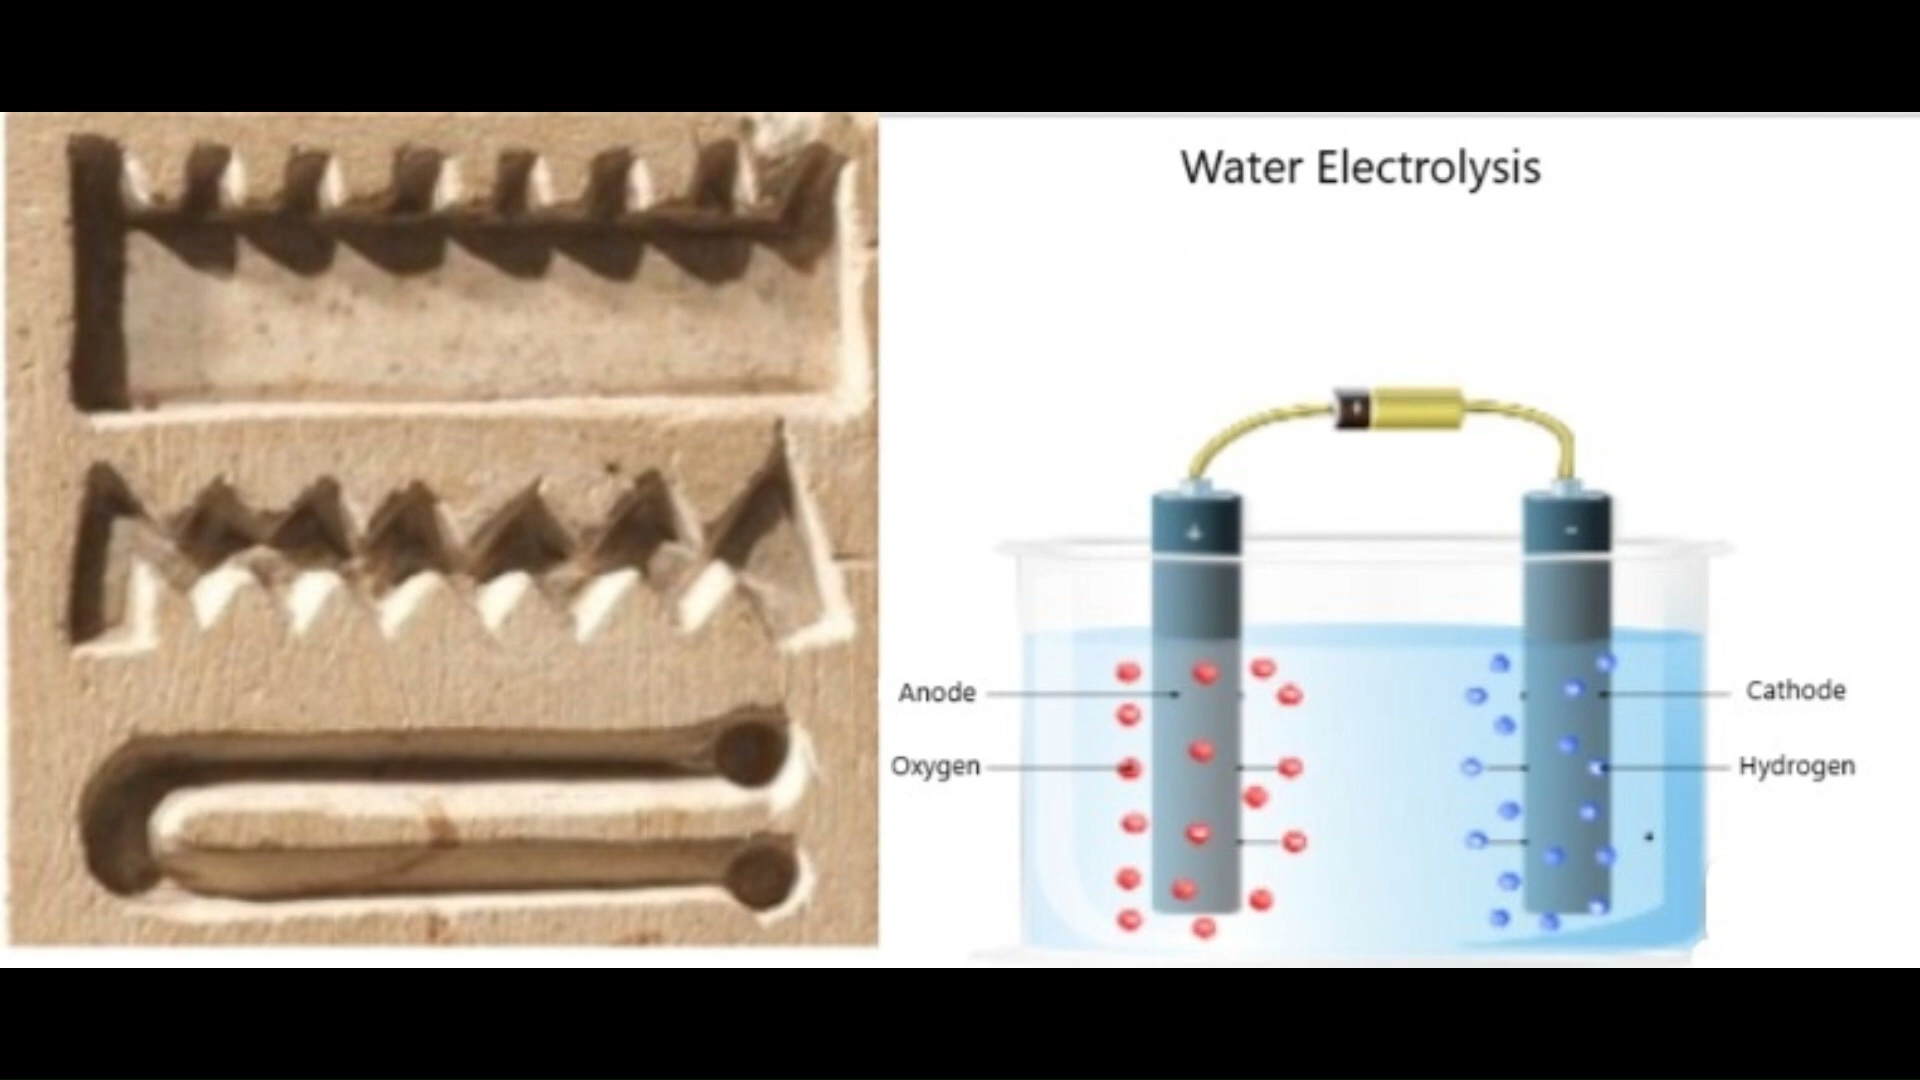 𓏠
𓈖
Water Electrolysis
+
+ -
Anode Cathode
Oxygen Hydrogen